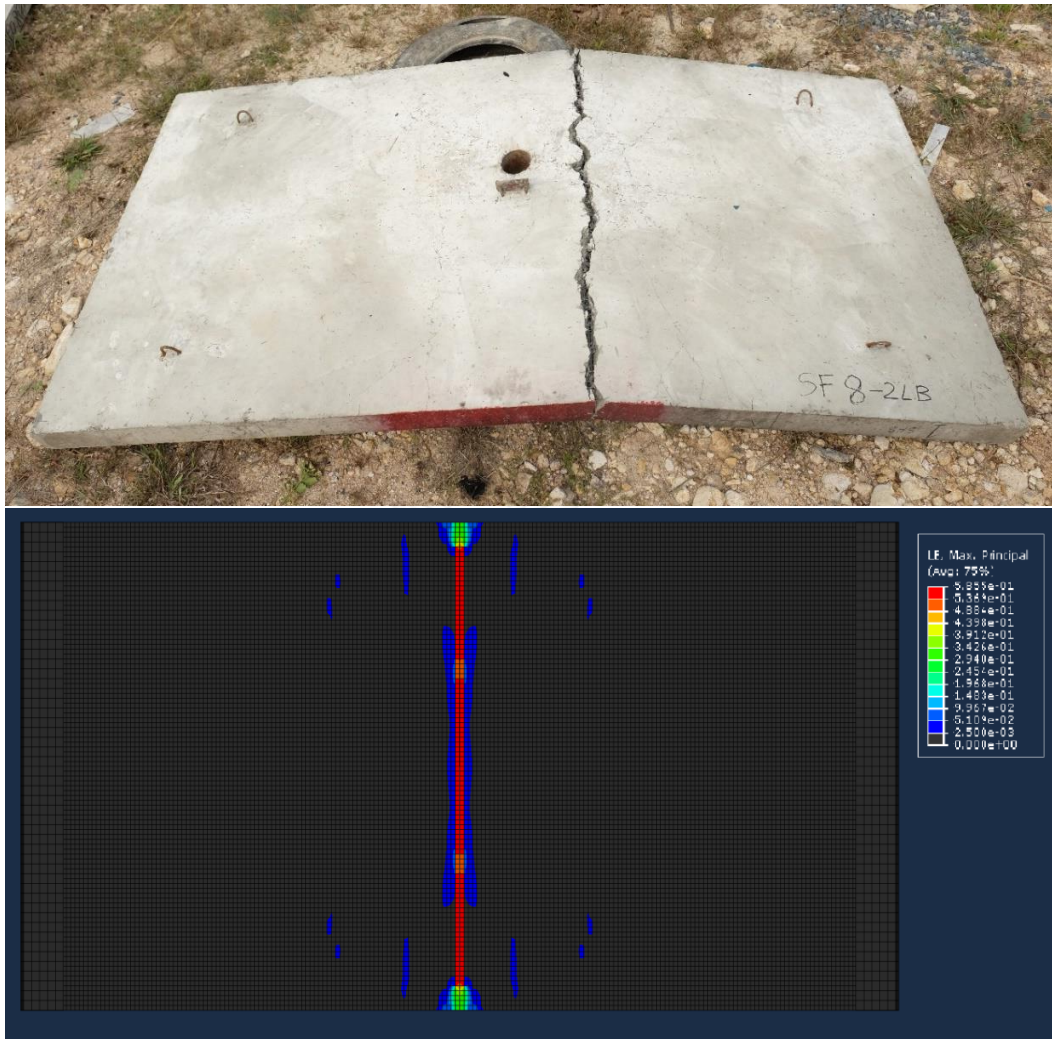 SF 8-2LB
LE, Max. Principal
(Avg: 75%)
5.855e-01
5.369e-01
4.884e-01
4.398e-01
3.912e-01
3.426e-01
2.940e-01
2.454e-01
1.968e-01
1.483e-01
9.967e-02
5.109e-02
2.500e-03
0.000e+00